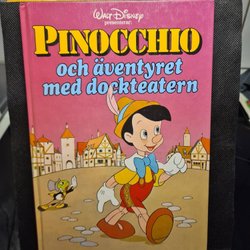 Walt Disney
presenterar:
PINOCCHIO
och äventyret
med dockteatern